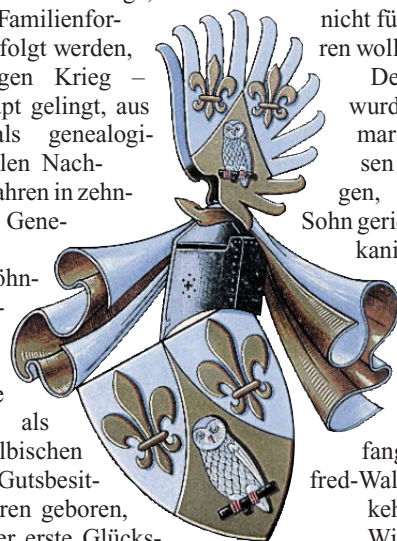 Familienfor-
folgt werden,
gen Krieg –
pt gelingt, aus
als genealogi-
len Nach-
ahren in zehn-
Gene-
öhn-
-
e
als
lbischen
Gutsbesit-
ren geboren,
er erste Glücks-
nicht fü
ren woll
De
wurd
mar
sen
gen,
Sohn geric
kani
fang
fred-Wal
keh
Wi